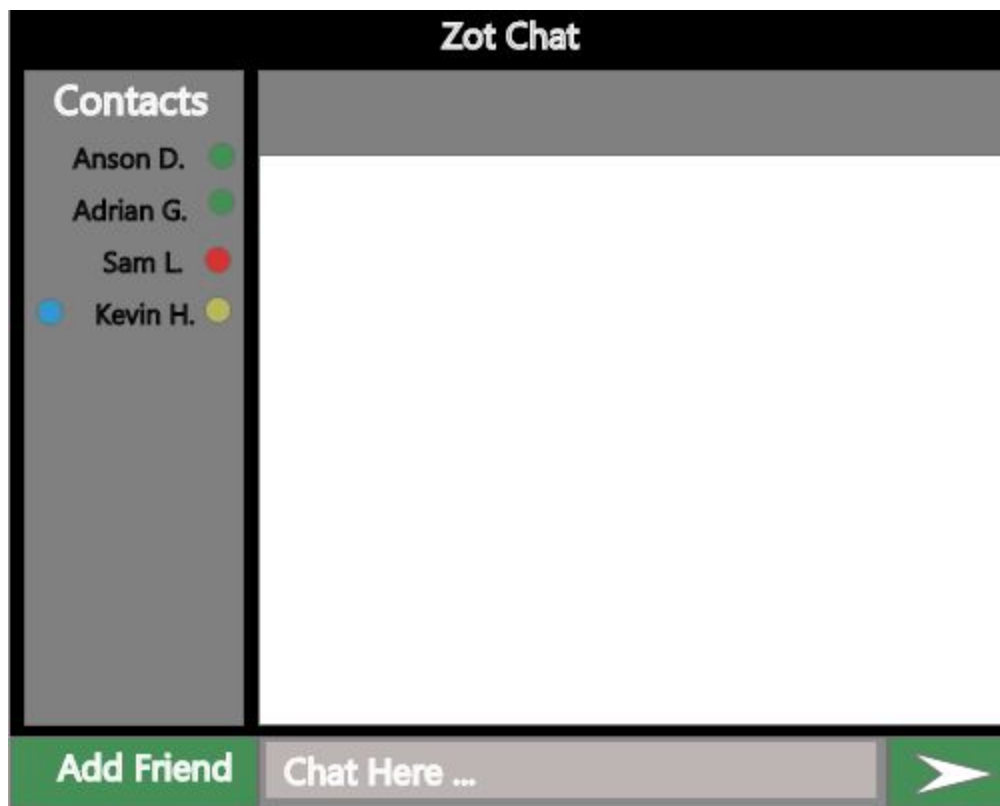 Zot Chat
Contacts
Anson D.
Adrian G.
Sam L.
Kevin H.
Add Friend
Chat Here ...